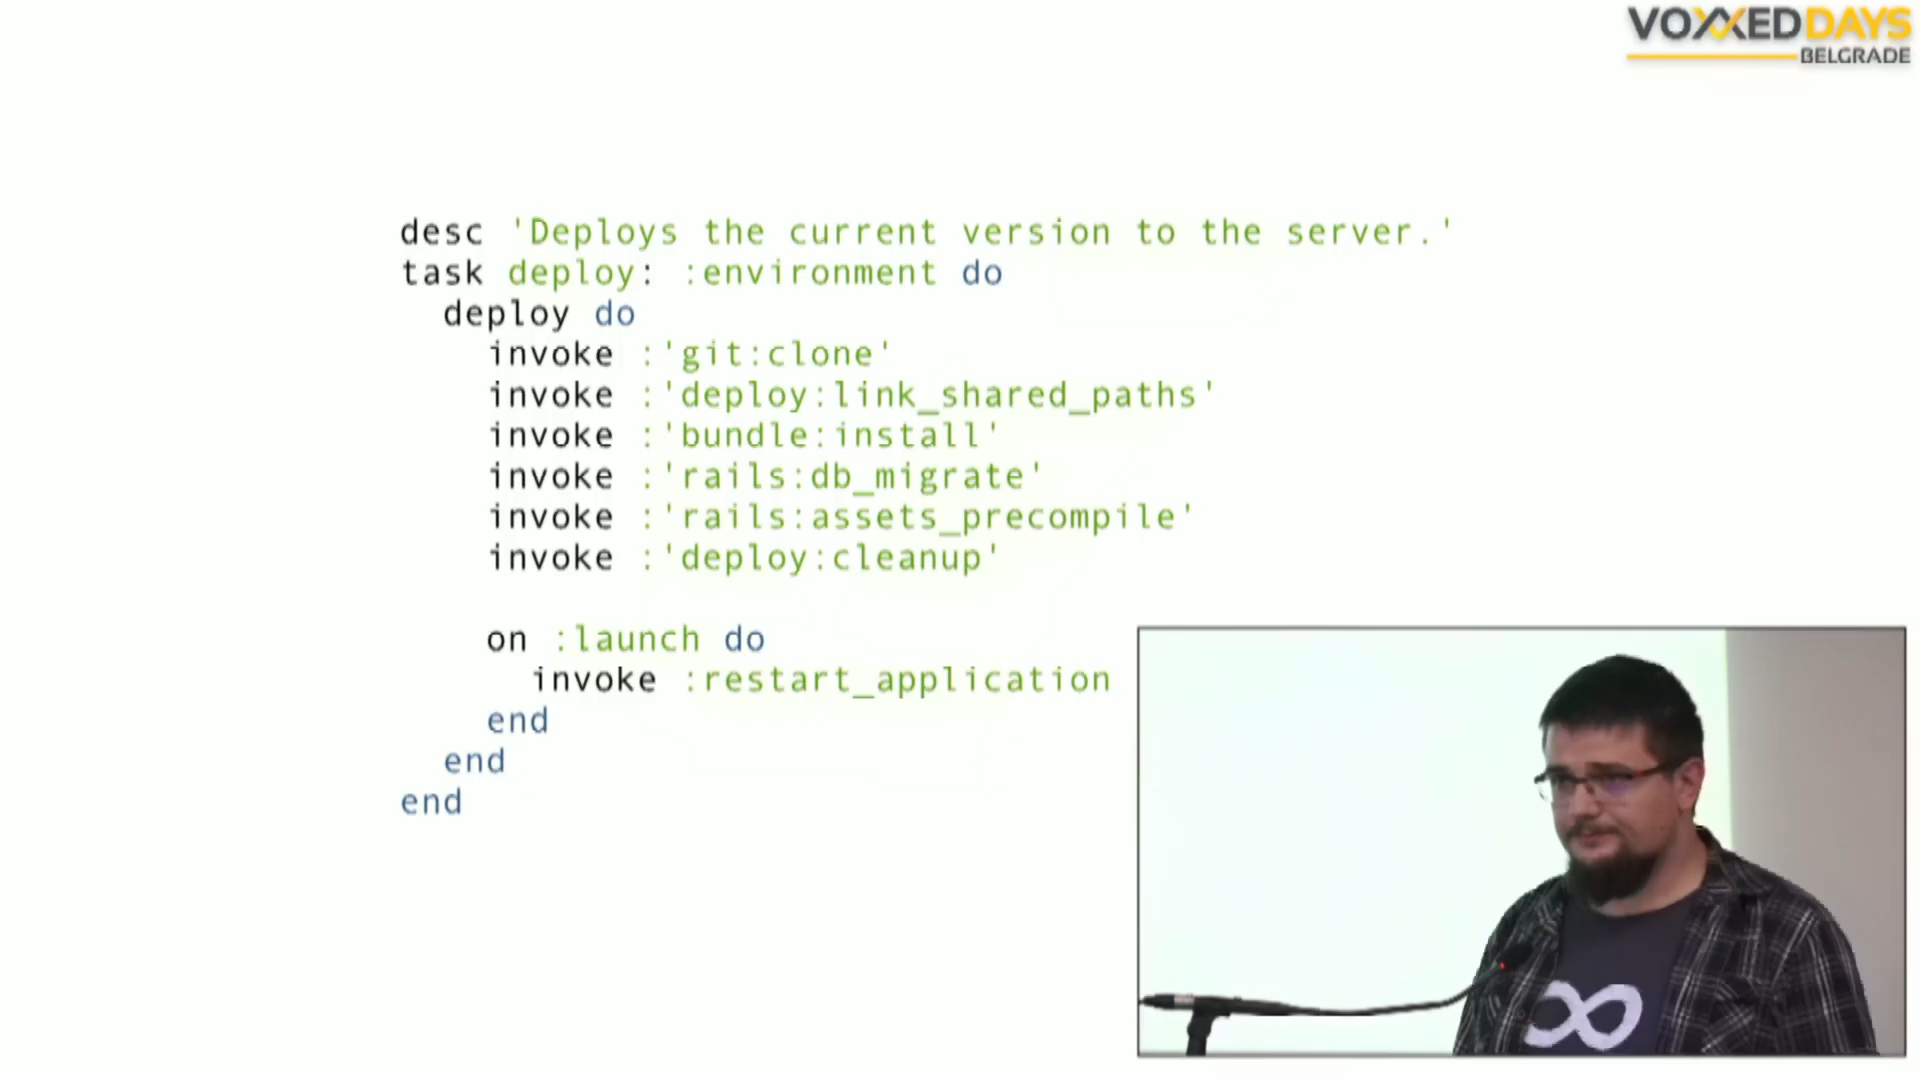 VOXXEDDAYS
BELGRADE
desc 'Deploys the current version to the server.'
task deploy: :environment do
deploy do
invoke :'git:clone'
invoke :'deploy:link_shared_paths'
invoke :'bundle:install'
invoke :'rails:db_migrate'
invoke :'rails:assets_precompile'
invoke :'deploy:cleanup'
on :launch do
invoke :restart_application
end
end
end